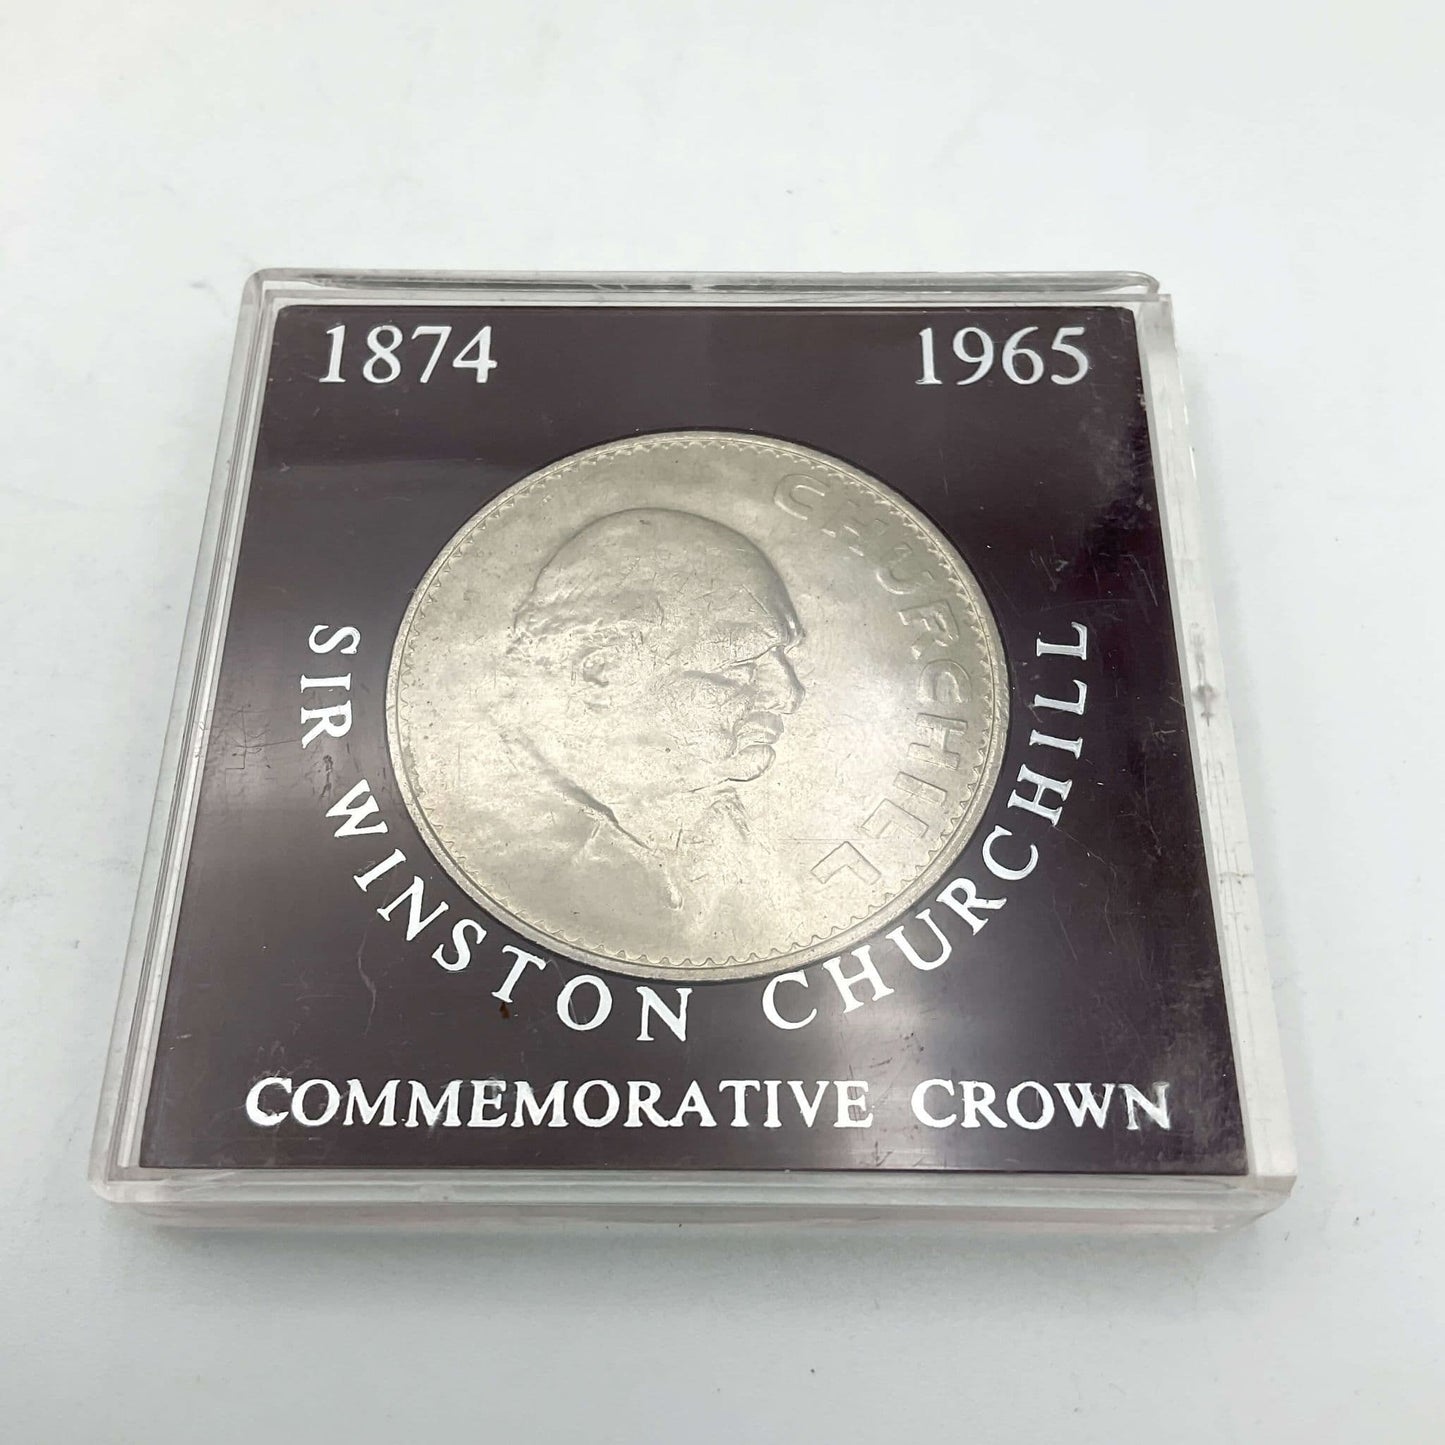 1874 1965
CHURCHILL
SIR WINSTON CHURCHILL
COMMEMORATIVE CROWN